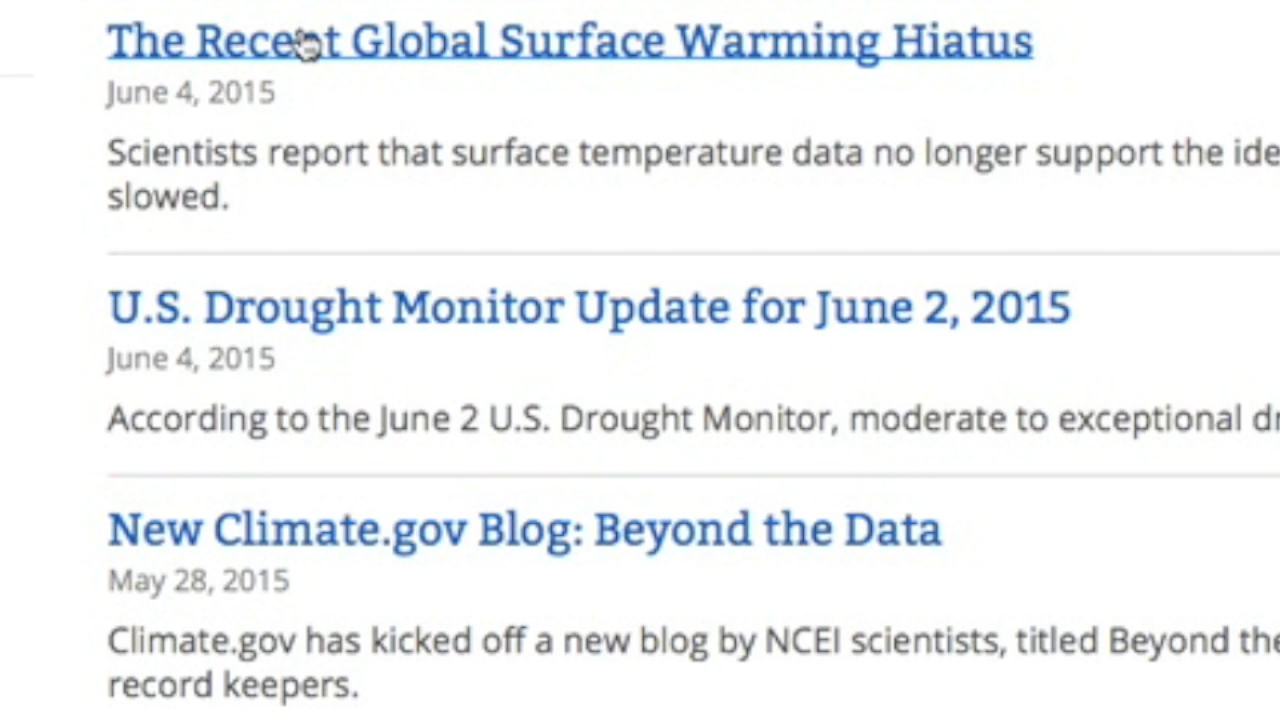 The Recent Global Surface Warming Hiatus
June 4, 2015
Scientists report that surface temperature data no longer support the ide
slowed.
U.S. Drought Monitor Update for June 2, 2015
June 4, 2015
According to the June 2 U.S. Drought Monitor, moderate to exceptional dr
New Climate.gov Blog: Beyond the Data
May 28, 2015
Climate.gov has kicked off a new blog by NCEI scientists, titled Beyond the
record keepers.